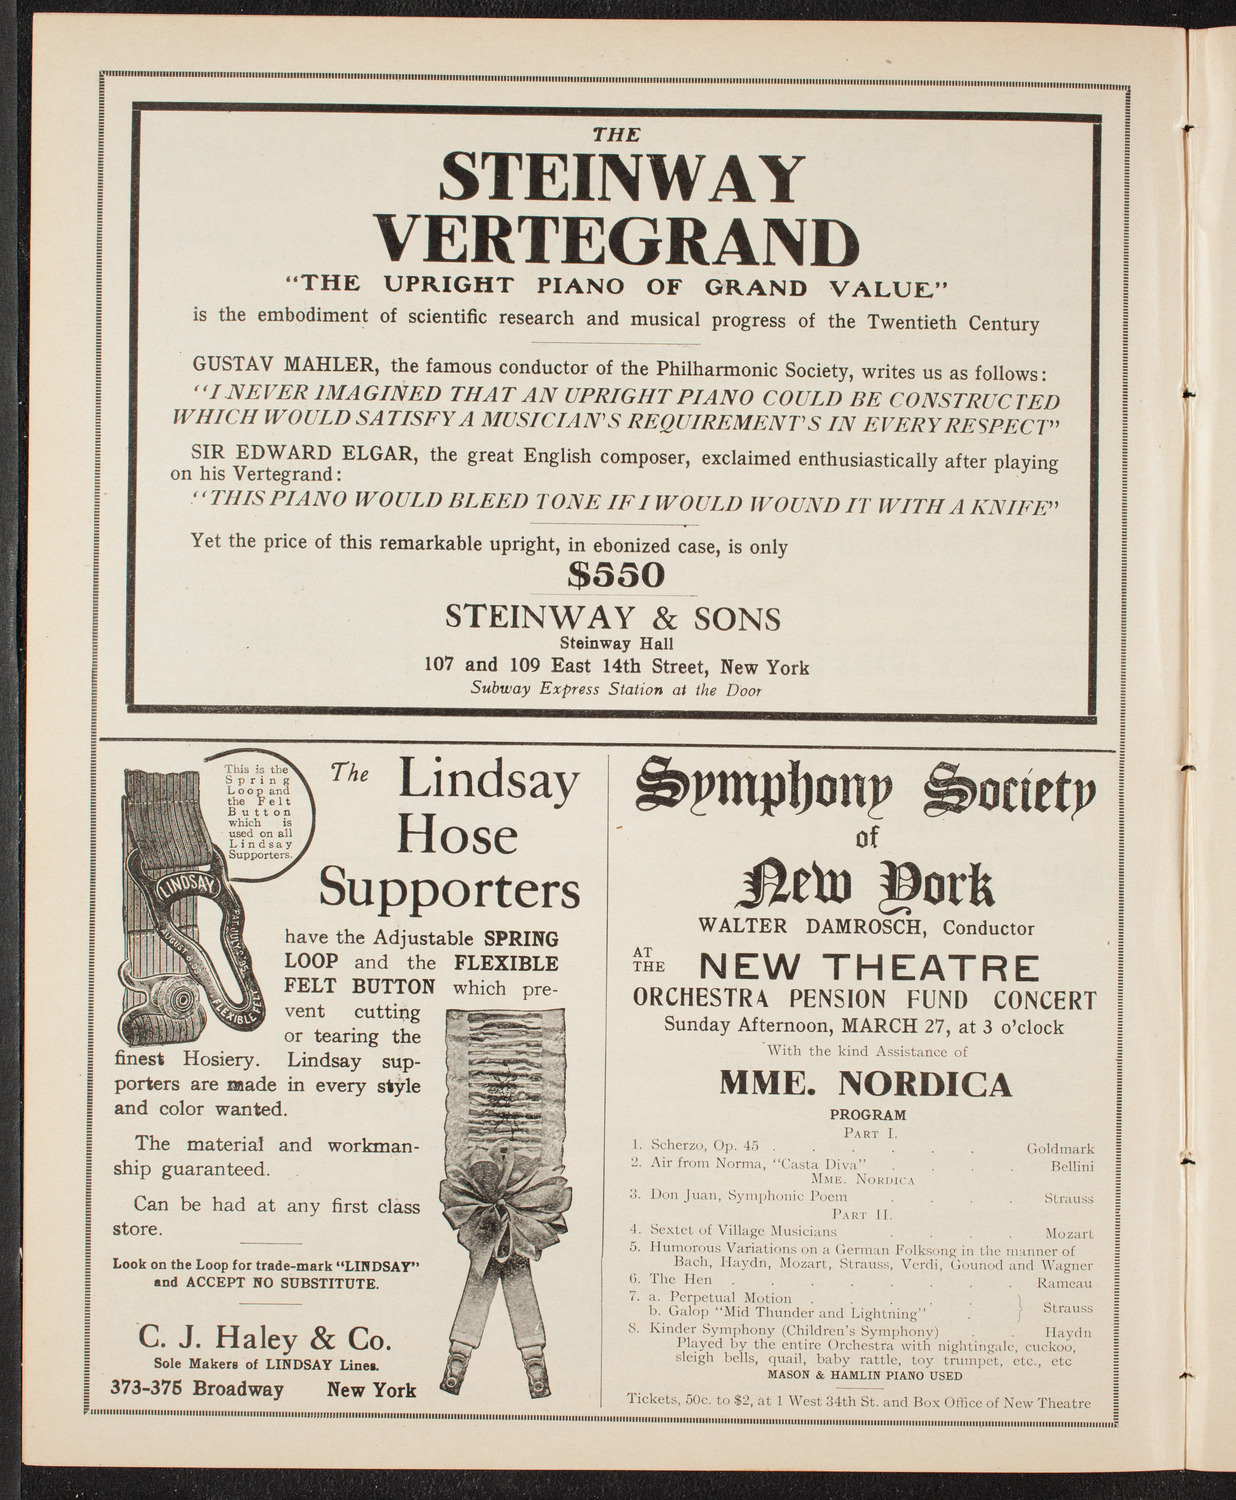 THE
STEINWAY
VERTEGRAND
"THE UPRIGHT PIANO OF GRAND VALUE"
is the embodiment of scientific research and musical progress of the Twentieth Century
GUSTAV MAHLER, the famous conductor of the Philharmonic Society, writes us as follows:
"I NEVER IMAGINED THAT AN UPRIGHT PIANO COULD BE CONSTRUCTED
WHICH WOULD SATISFY A MUSICIAN'S REQUIREMENT'S IN EVERY RESPECT"
SIR EDWARD ELGAR, the great English composer, exclaimed enthusiastically after playing
on his Vertegrand:
"THIS PIANO WOULD BLEED TONE IF I WOULD WOUND IT WITH A KNIFE"
Yet the price of this remarkable upright, in ebonized case, is only
$550
STEINWAY & SONS
Steinway Hall
107 and 109 East 14th Street, New York
Subway Express Station at the Door
This is the
Spring
Loop and
the Felt
Button
which is
used on all
Lindsay
Supporters.
LINDSAY
The Lindsay
Hose
Supporters
have the Adjustable SPRING
LOOP and the FLEXIBLE
FELT BUTTON which pre-
vent cutting
or tearing the
finest Hosiery. Lindsay sup-
porters are made in every style
and color wanted.
The material and workman-
ship guaranteed.
Can be had at any first class
store.
Look on the Loop for trade-mark "LINDSAY"
and ACCEPT NO SUBSTITUTE.
C. J. Haley & Co.
Sole Makers of LINDSAY Lines.
373-375 Broadway New York
Symphony Society
of
New York
WALTER DAMROSCH, Conductor
AT THE NEW THEATRE
ORCHESTRA PENSION FUND CONCERT
Sunday Afternoon, MARCH 27, at 3 o'clock
With the kind Assistance of
MME. NORDICA
PROGRAM
PART I.
1. Scherzo, Op. 45 . . . . . . Goldmark
2. Air from Norma, "Casta Diva" . . . Bellini
MME. NORDICA
3. Don Juan, Symphonic Poem . . . . Strauss
PART II.
4. Sextet of Village Musicians . . . . Mozart
5. Humorous Variations on a German Folksong in the manner of
Bach, Haydn, Mozart, Strauss, Verdi, Gounod and Wagner
6. The Hen . . . . . . . . Rameau
7. a. Perpetual Motion . . . . .
b. Galop "Mid Thunder and Lightning" . } Strauss
8. Kinder Symphony (Children's Symphony) . . Haydn
Played by the entire Orchestra with nightingale, cuckoo,
sleigh bells, quail, baby rattle, toy trumpet, etc., etc
MASON & HAMLIN PIANO USED
Tickets, 50c. to $2, at 1 West 34th St. and Box Office of New Theatre